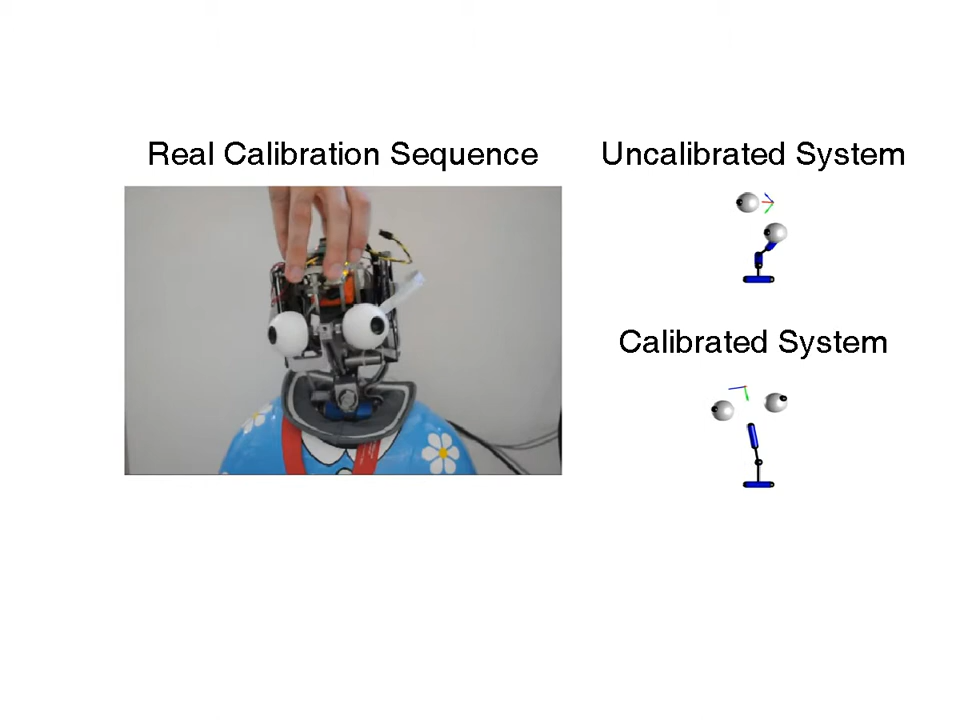 Real Calibration Sequence
Uncalibrated System
Calibrated System